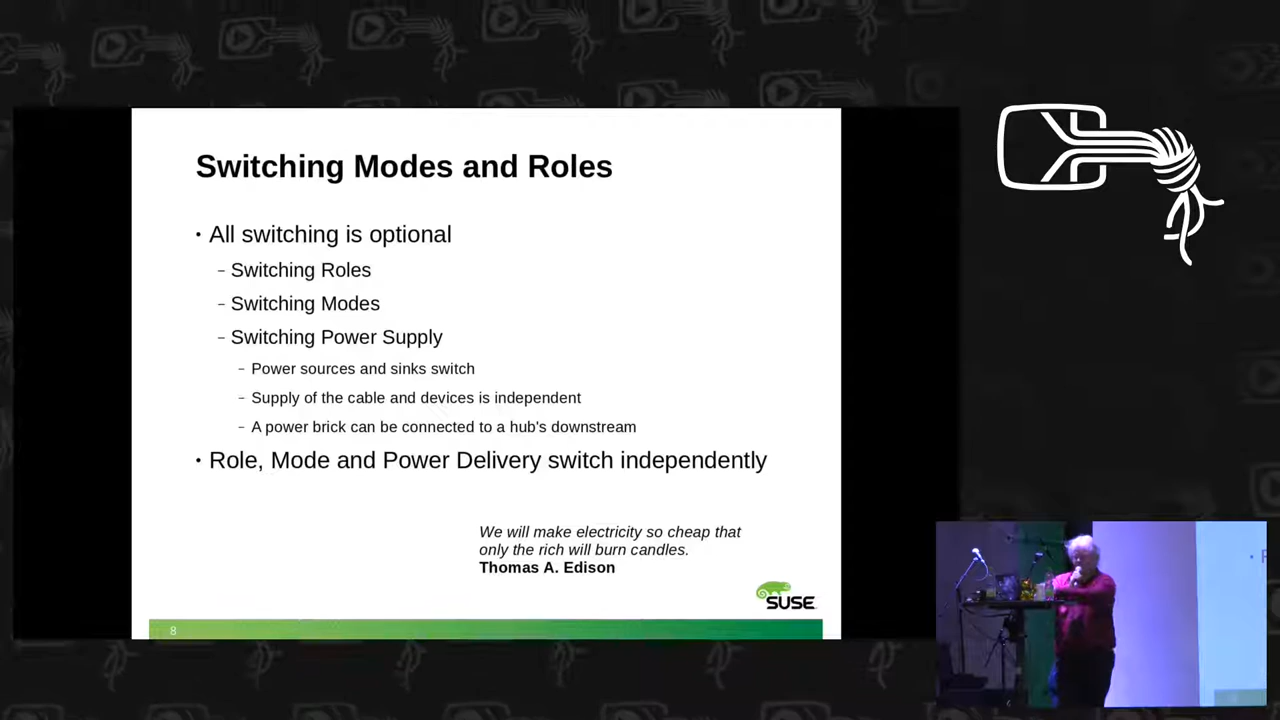 Switching Modes and Roles
• All switching is optional
– Switching Roles
– Switching Modes
– Switching Power Supply
– Power sources and sinks switch
– Supply of the cable and devices is independent
– A power brick can be connected to a hub's downstream
• Role, Mode and Power Delivery switch independently
We will make electricity so cheap that
only the rich will burn candles.
Thomas A. Edison
SUSE
8